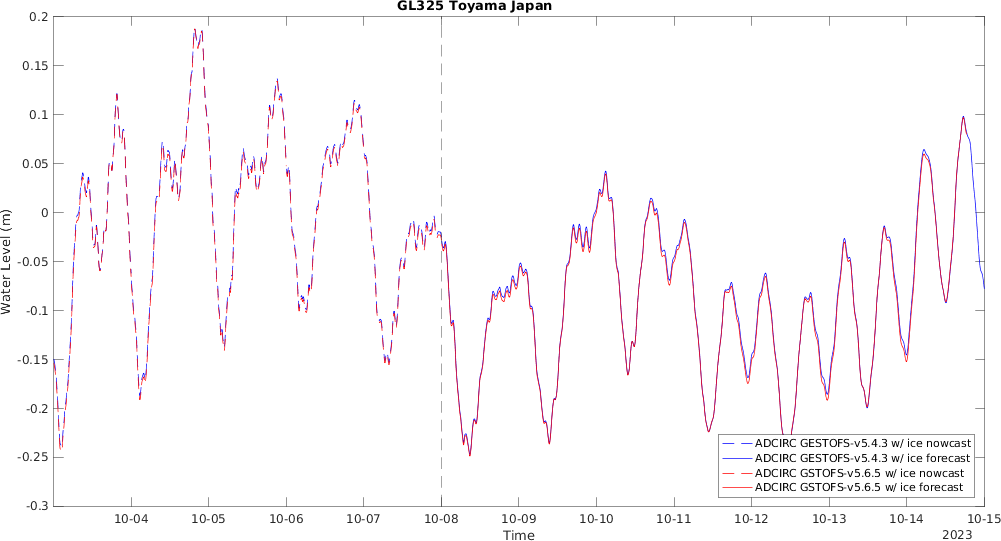 GL325 Toyama Japan
0.2
0.15
0.1
0.05
0
-0.05
-0.1
-0.15
-0.2
-0.25
-0.3
Water Level (m)
10-04 10-05 10-06 10-07 10-08 10-09 10-10 10-11 10-12 10-13 10-14 10-15
Time
2023
ADCIRC GESTOFS-v5.4.3 w/ ice nowcast
ADCIRC GESTOFS-v5.4.3 w/ ice forecast
ADCIRC GSTOFS-v5.6.5 w/ ice nowcast
ADCIRC GSTOFS-v5.6.5 w/ ice forecast